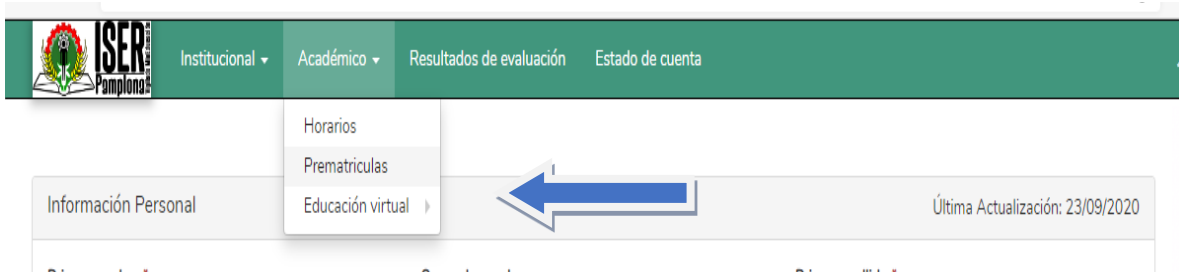 ISER
Pamplona
Institucional
Académico
Resultados de evaluación
Estado de cuenta
Horarios
Prematriculas
Educación virtual
Información Personal
Última Actualización: 23/09/2020